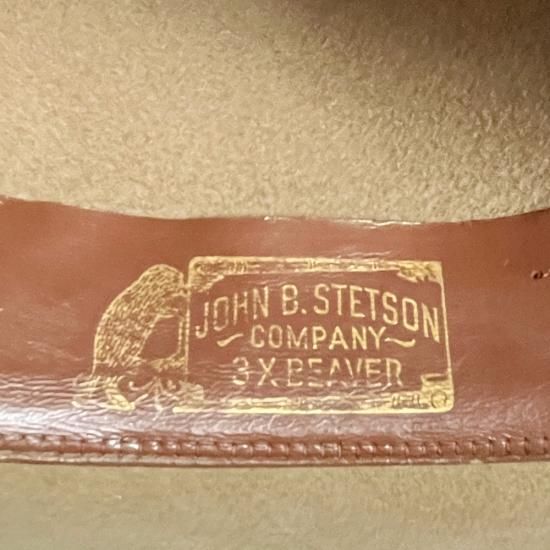 JOHN B. STETSON
~COMPANY~
3X BEAVER